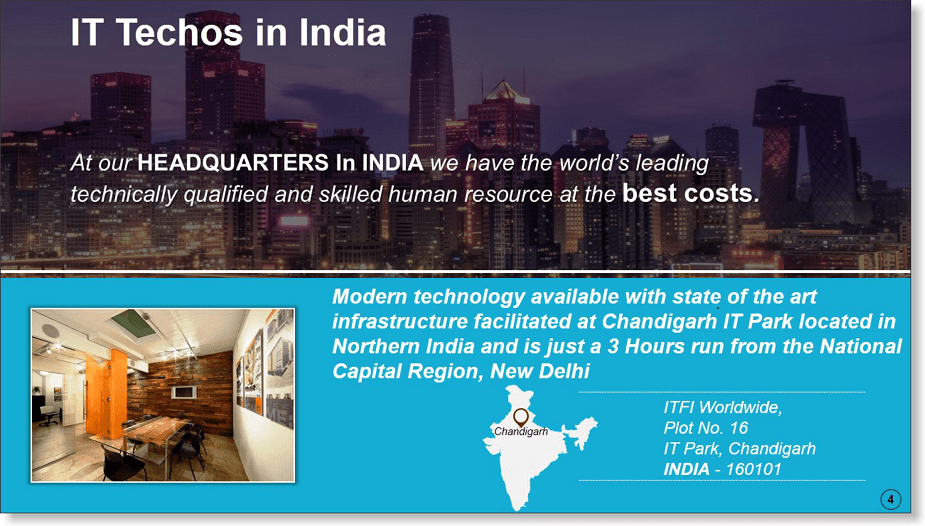 IT Techos in India
At our HEADQUARTERS In INDIA we have the world's leading
technically qualified and skilled human resource at the best costs.
Modern technology available with state of the art
infrastructure facilitated at Chandigarh IT Park located in
Northern India and is just a 3 Hours run from the National
Capital Region, New Delhi
Chandigarh
ITFI Worldwide,
Plot No. 16
IT Park, Chandigarh
INDIA - 160101
4